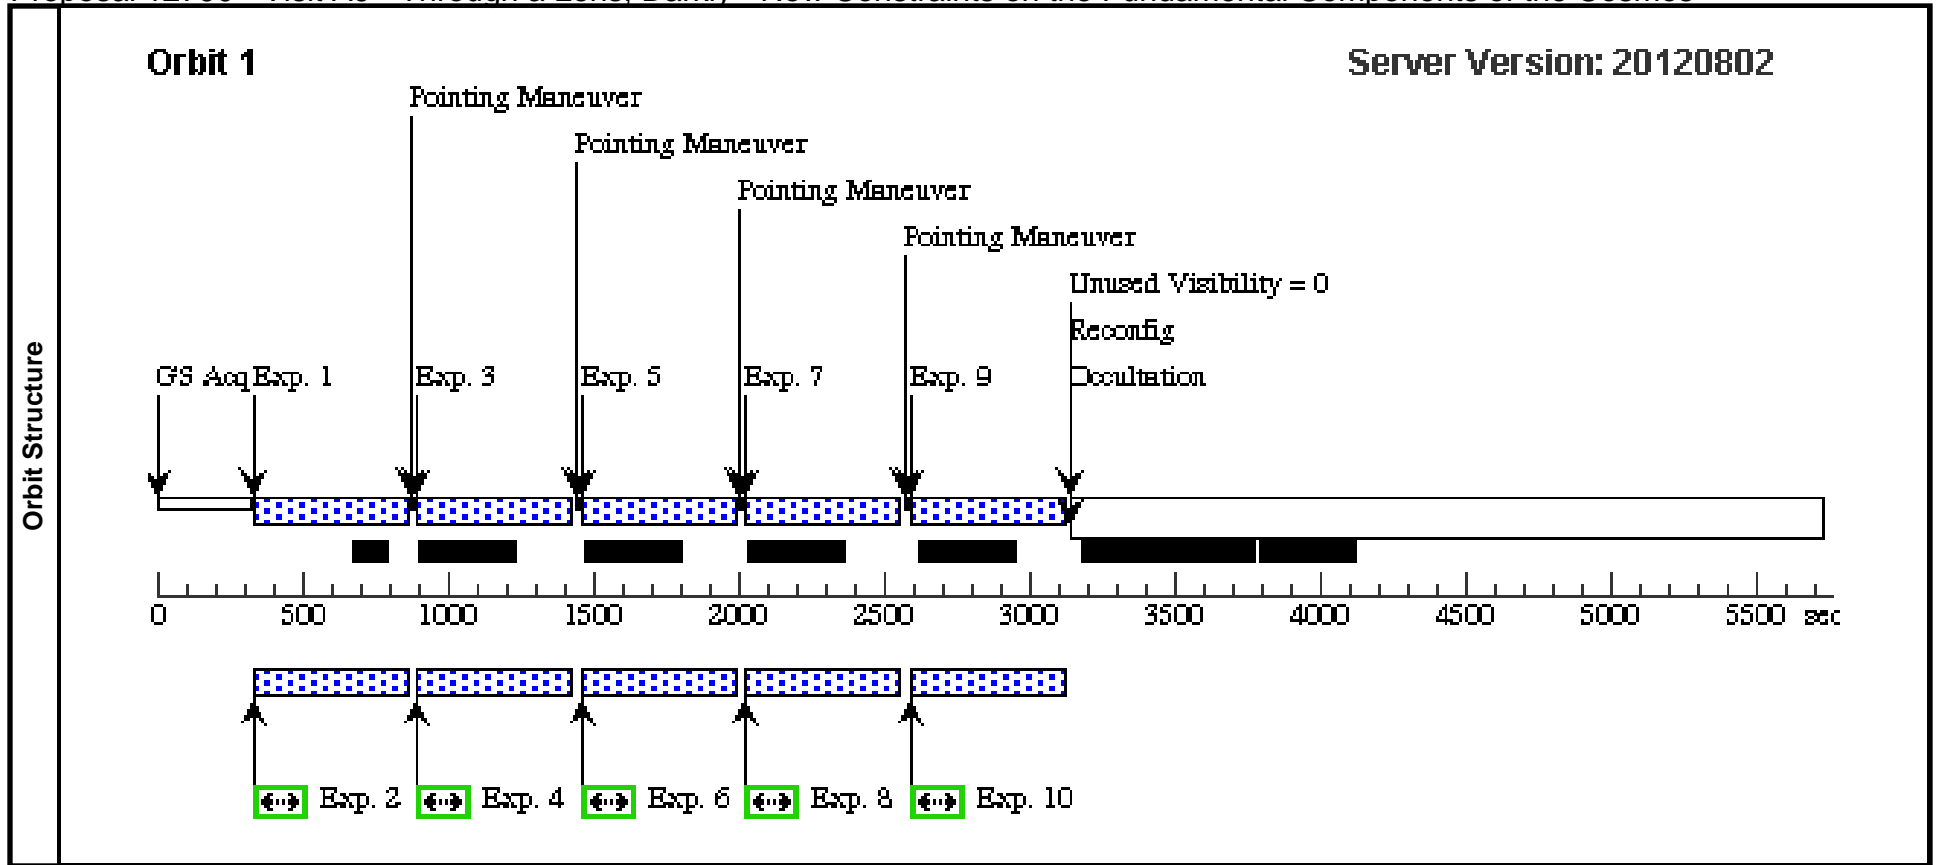 Orbit Structure
Orbit 1
Server Version: 20120802
Pointing Maneuver
Pointing Maneuver
Pointing Maneuver
Pointing Maneuver
Unused Visibility = 0
Reconfig
GS Acq Exp. 1 Exp. 3 Exp. 5 Exp. 7 Exp. 9 Occultation
0 500 1000 1500 2000 2500 3000 3500 4000 4500 5000 5500 sec
Exp. 2 Exp. 4 Exp. 6 Exp. 8 Exp. 10